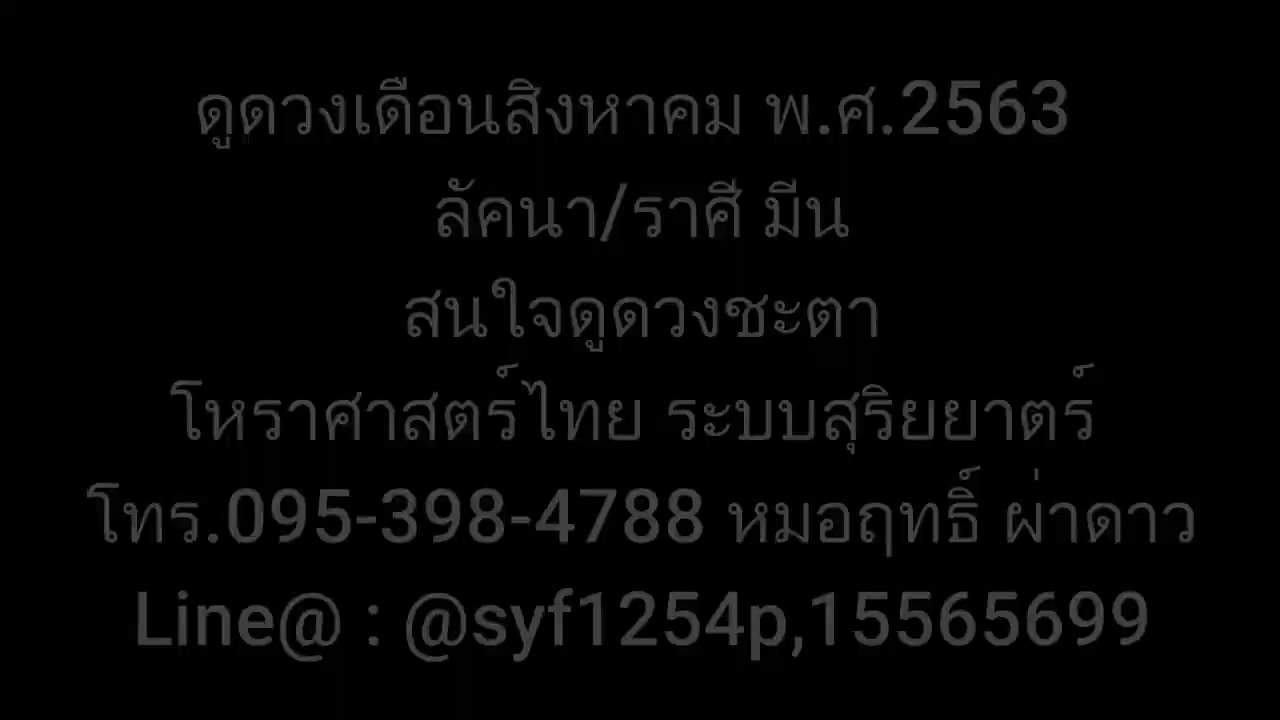 ดูดวงเดือนสิงหาคม พ.ศ.2563
ลัคนา/ราศี มีน
สนใจดูดวงชะตา
โหราศาสตร์ไทย ระบบสุริยยาตร์
โทร.095-398-4788 หมอฤทธิ์ ผ่าดาว
Line@ : @syf1254p,15565699